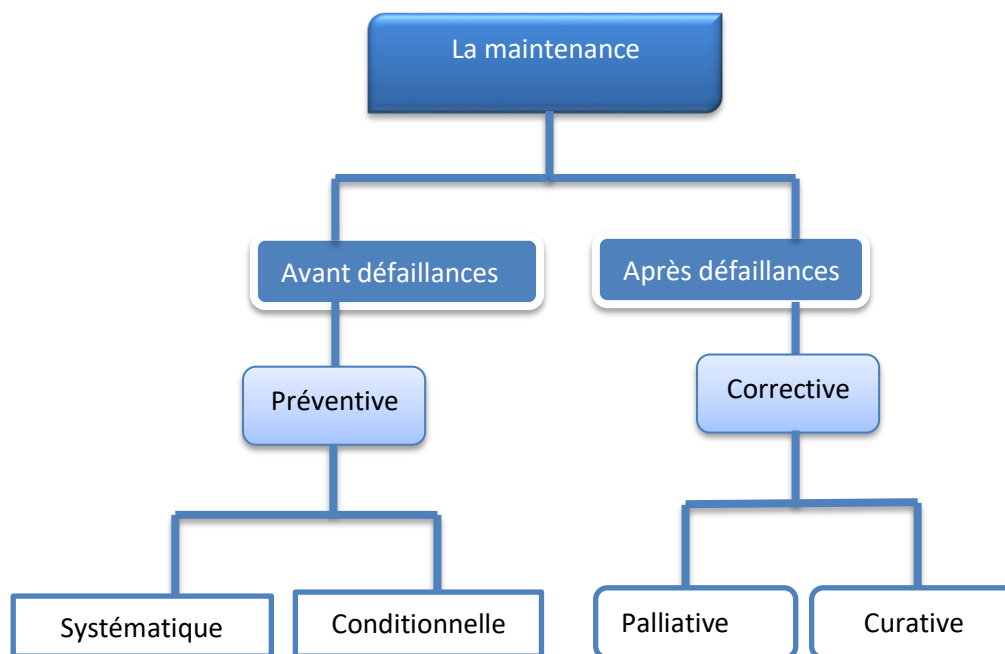 La maintenance
Avant défaillances
Après défaillances
Préventive
Corrective
Systématique
Conditionnelle
Palliative
Curative